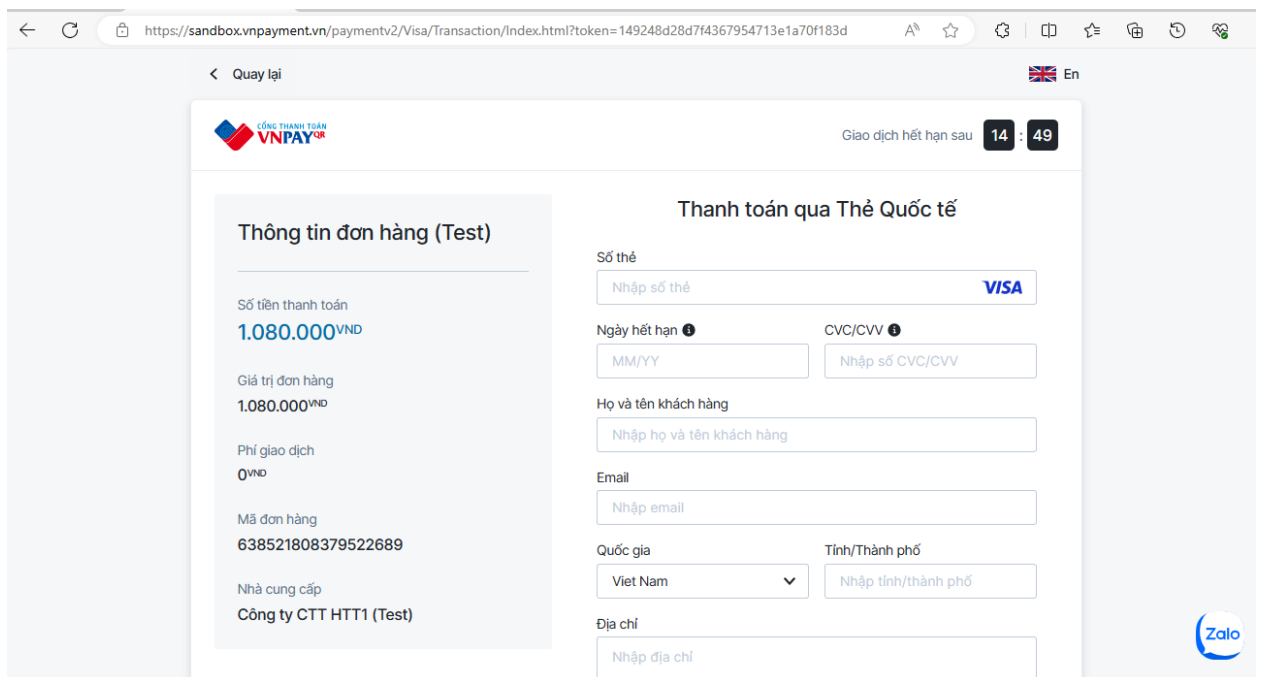 https://sandbox.vnpayment.vn/paymentv2/Visa/Transaction/Index.html?token=149248d28d7f4367954713e1a70f183d
Quay lại
En
CỔNG THANH TOÁN
VNPAYQR
Giao dịch hết hạn sau 14 : 49
Thông tin đơn hàng (Test)
Số tiền thanh toán
1.080.000VND
Giá trị đơn hàng
1.080.000VND
Phí giao dịch
0VND
Mã đơn hàng
638521808379522689
Nhà cung cấp
Công ty CTT HTT1 (Test)
Thanh toán qua Thẻ Quốc tế
Số thẻ
Nhập số thẻ VISA
Ngày hết hạn CVC/CVV
MM/YY Nhập số CVC/CVV
Họ và tên khách hàng
Nhập họ và tên khách hàng
Email
Nhập email
Quốc gia Tỉnh/Thành phố
Viet Nam Nhập tỉnh/thành phố
Địa chỉ
Nhập địa chỉ
Zalo